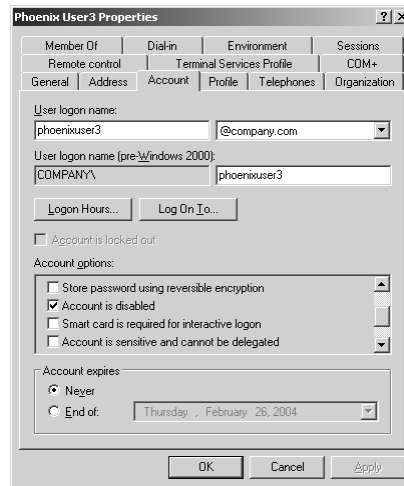 Phoenix User3 Properties
Member Of Dial-in Environment Sessions
Remote control Terminal Services Profile COM+
General Address Account Profile Telephones Organization
User logon name:
phoenixuser3 @company.com
User logon name (pre-Windows 2000):
COMPANY\ phoenixuser3
Logon Hours... Log On To...
Account is locked out
Account options:
Store password using reversible encryption
Account is disabled
Smart card is required for interactive logon
Account is sensitive and cannot be delegated
Account expires
Never
End of: Thursday , February 26, 2004
OK Cancel Apply